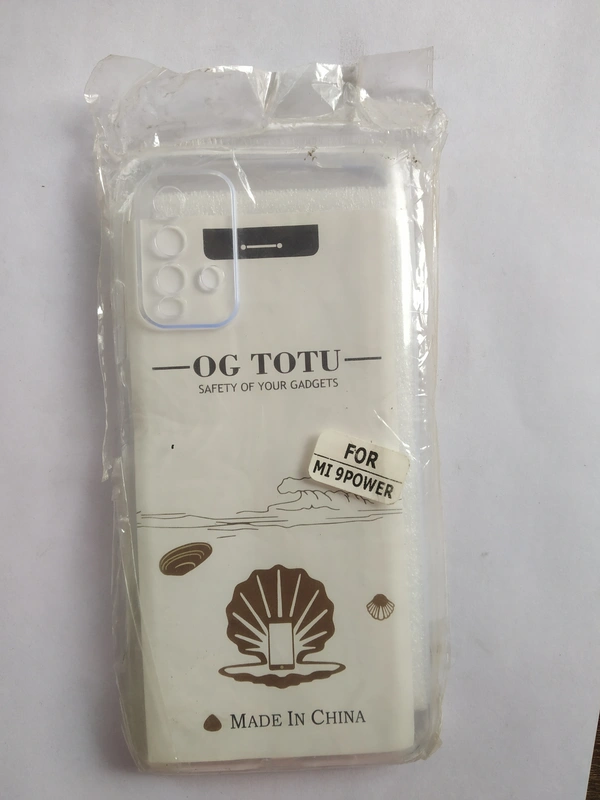 OG TOTU
SAFETY OF YOUR GADGETS
FOR
MI 9POWER
MADE IN CHINA